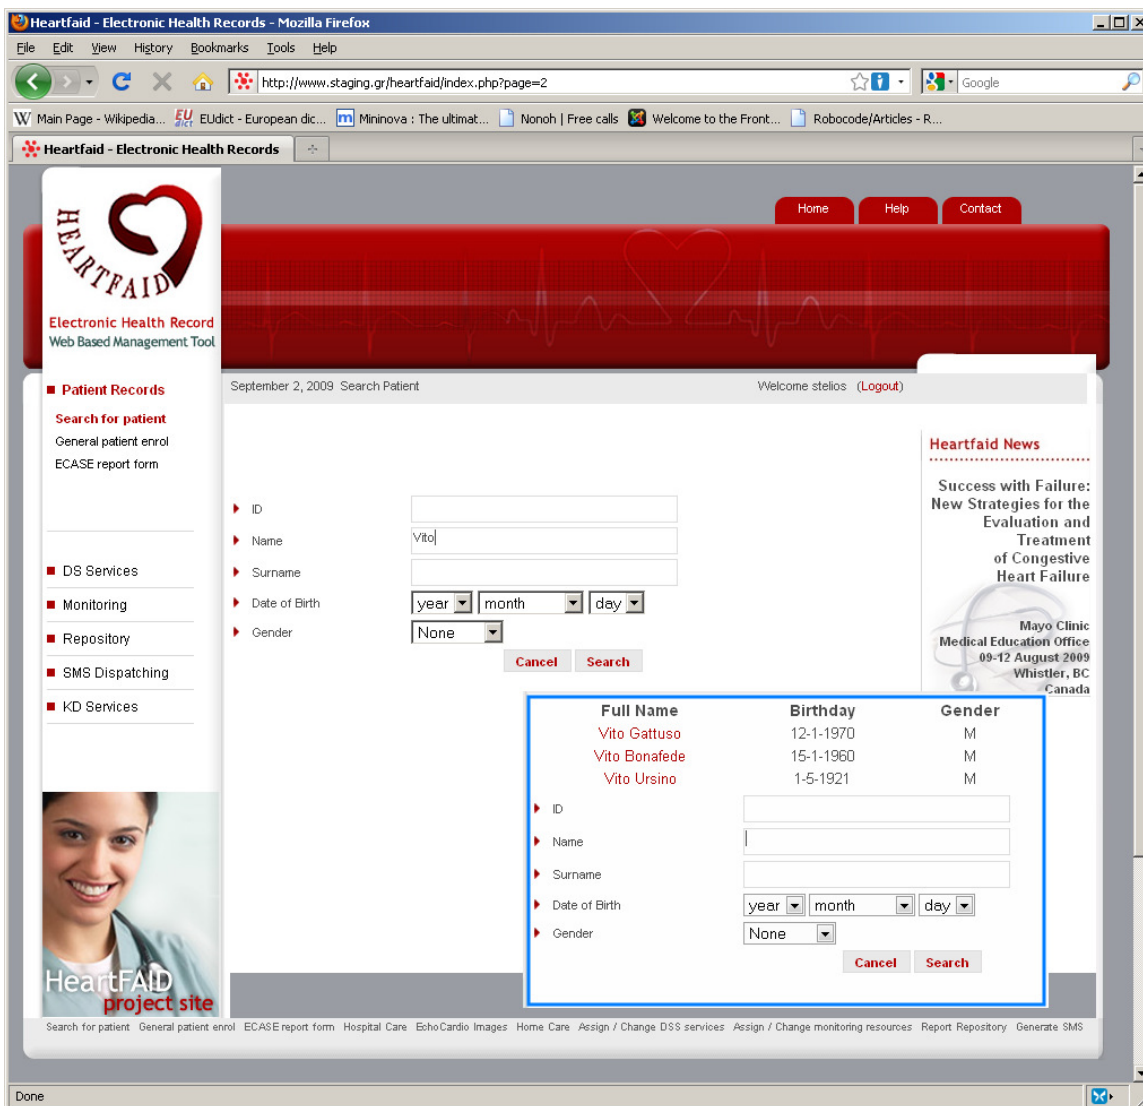 Heartfaid - Electronic Health Records - Mozilla Firefox
File Edit View History Bookmarks Tools Help
http://www.staging.gr/heartfaid/index.php?page=2
Google
Main Page - Wikipedia... EUdict - European dic... Mininova : The ultimat... Nonoh | Free calls Welcome to the Front... Robocode/Articles - R...
Heartfaid - Electronic Health Records
HEARTFAID
Electronic Health Record
Web Based Management Tool
Home Help Contact
September 2, 2009 Search Patient
Welcome stelios (Logout)
Patient Records
Search for patient
General patient enrol
ECASE report form
DS Services
Monitoring
Repository
SMS Dispatching
KD Services
ID
Name Vito
Surname
Date of Birth year month day
Gender None
Cancel Search
Heartfaid News
Success with Failure:
New Strategies for the
Evaluation and
Treatment
of Congestive
Heart Failure
Mayo Clinic
Medical Education Office
09-12 August 2009
Whistler, BC
Canada
Full Name Birthday Gender
Vito Gattuso 12-1-1970 M
Vito Bonafede 15-1-1960 M
Vito Ursino 1-5-1921 M
ID
Name
Surname
Date of Birth year month day
Gender None
Cancel Search
HeartFAID
project site
Search for patient General patient enrol ECASE report form Hospital Care EchoCardio Images Home Care Assign / Change DSS services Assign / Change monitoring resources Report Repository Generate SMS
Done